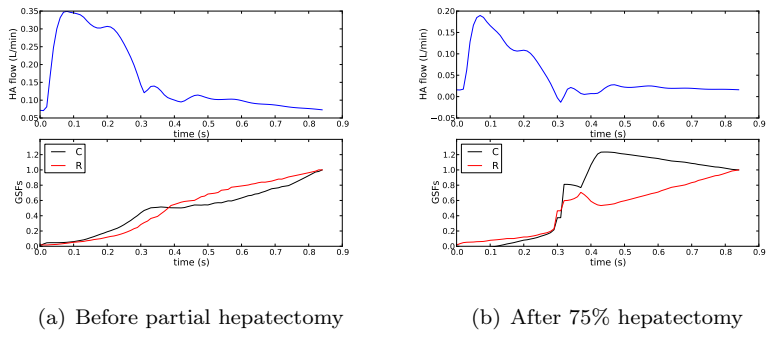 0.35
0.30
0.25
0.20
0.15
0.10
0.05
HA flow (L/min)
0.0 0.1 0.2 0.3 0.4 0.5 0.6 0.7 0.8 0.9
time (s)
1.2
1.0
0.8
0.6
0.4
0.2
0.0
GSFs
C
R
0.0 0.1 0.2 0.3 0.4 0.5 0.6 0.7 0.8 0.9
time (s)
(a) Before partial hepatectomy
0.20
0.15
0.10
0.05
0.00
−0.05
HA flow (L/min)
0.0 0.1 0.2 0.3 0.4 0.5 0.6 0.7 0.8 0.9
time (s)
1.2
1.0
0.8
0.6
0.4
0.2
0.0
GSFs
C
R
0.0 0.1 0.2 0.3 0.4 0.5 0.6 0.7 0.8 0.9
time (s)
(b) After 75% hepatectomy